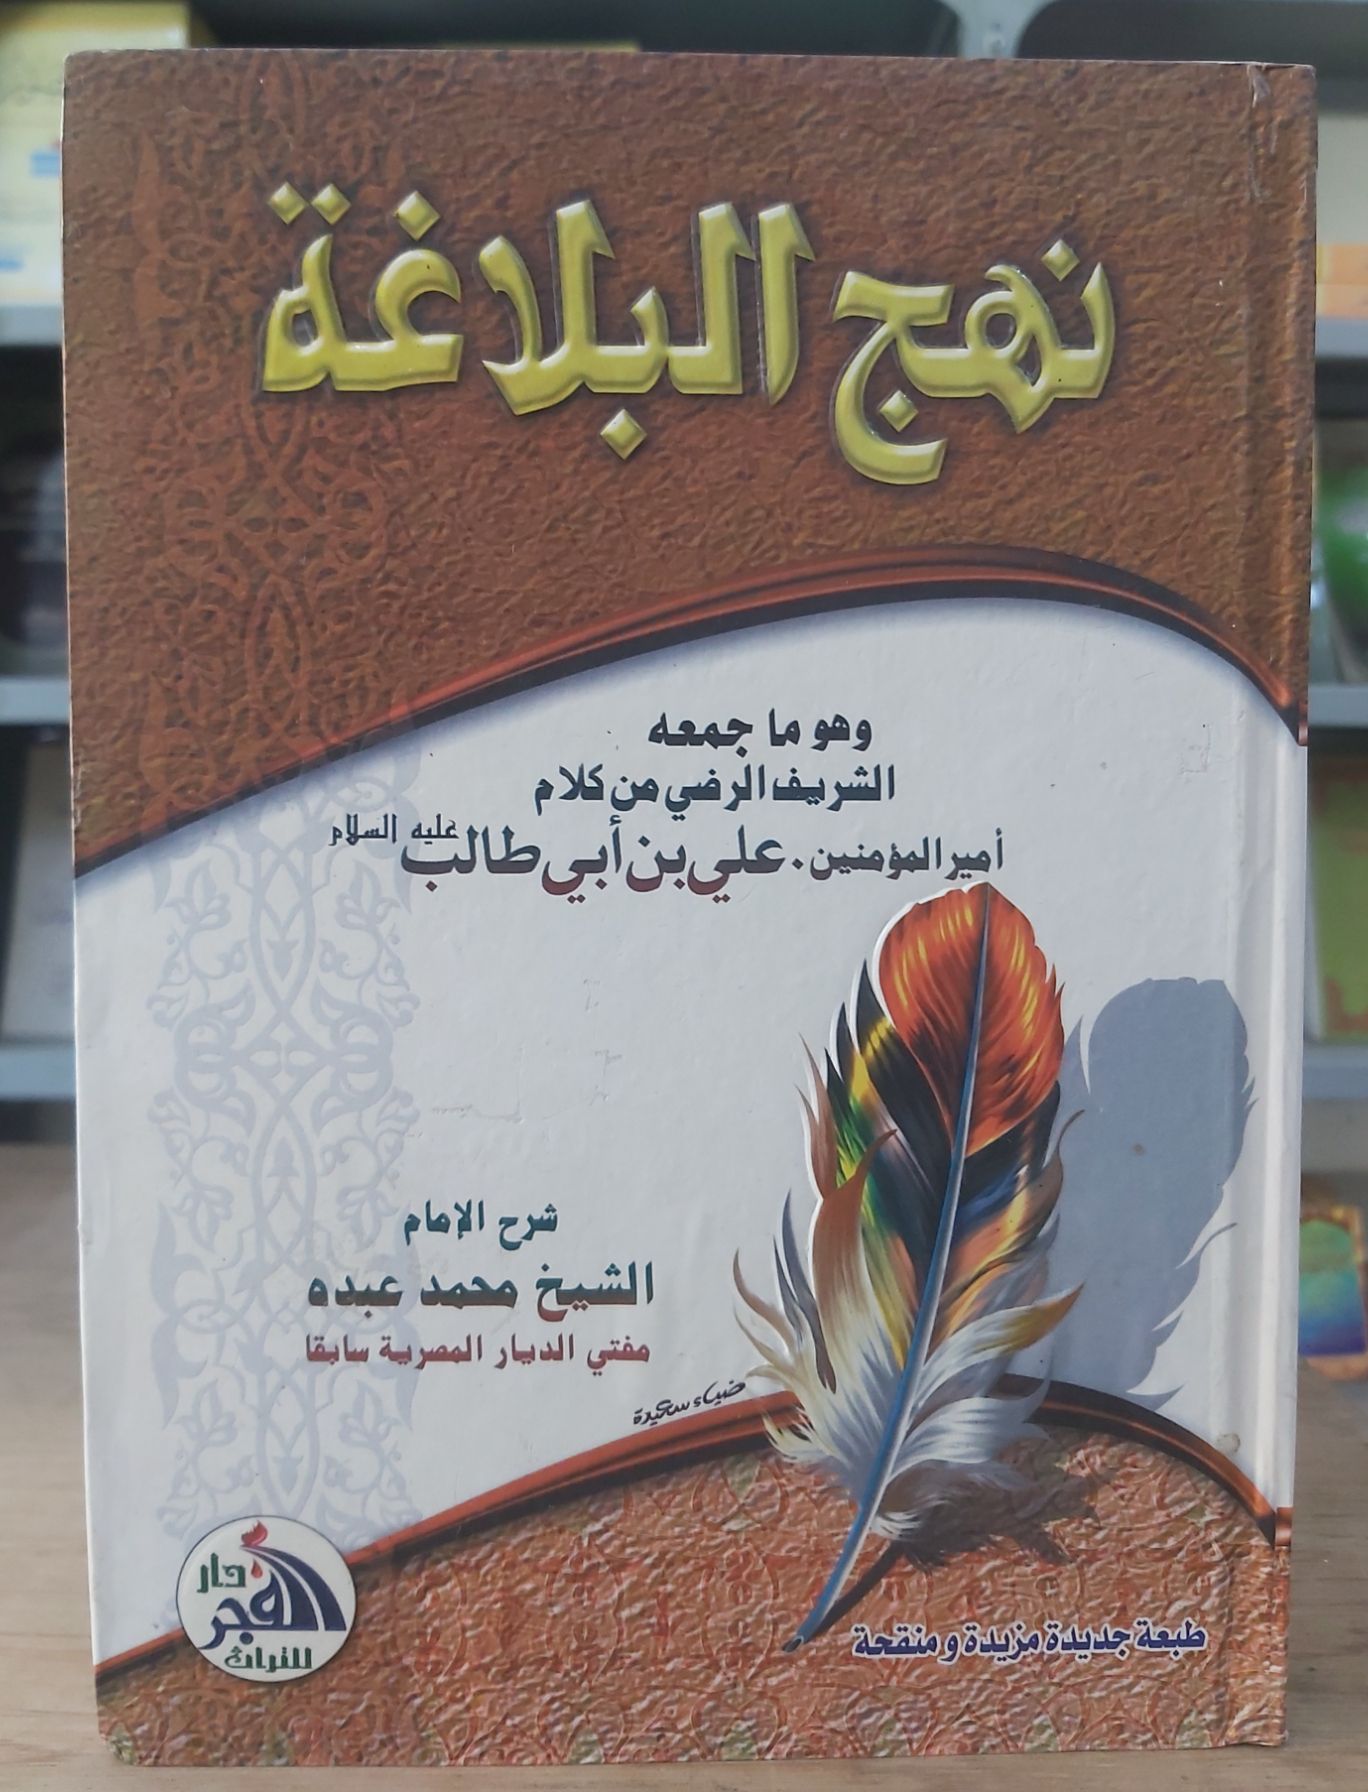 نهج البلاغة
وهو ما جمعه
الشريف الرضي من كلام
أمير المؤمنين . علي بن أبي طالب عليه السلام
شرح الإمام
الشيخ محمد عبده
مفتي الديار المصرية سابقا
ضياء سعيدة
دار
الفجر
للتراث
طبعة جديدة مزيدة و منقحة